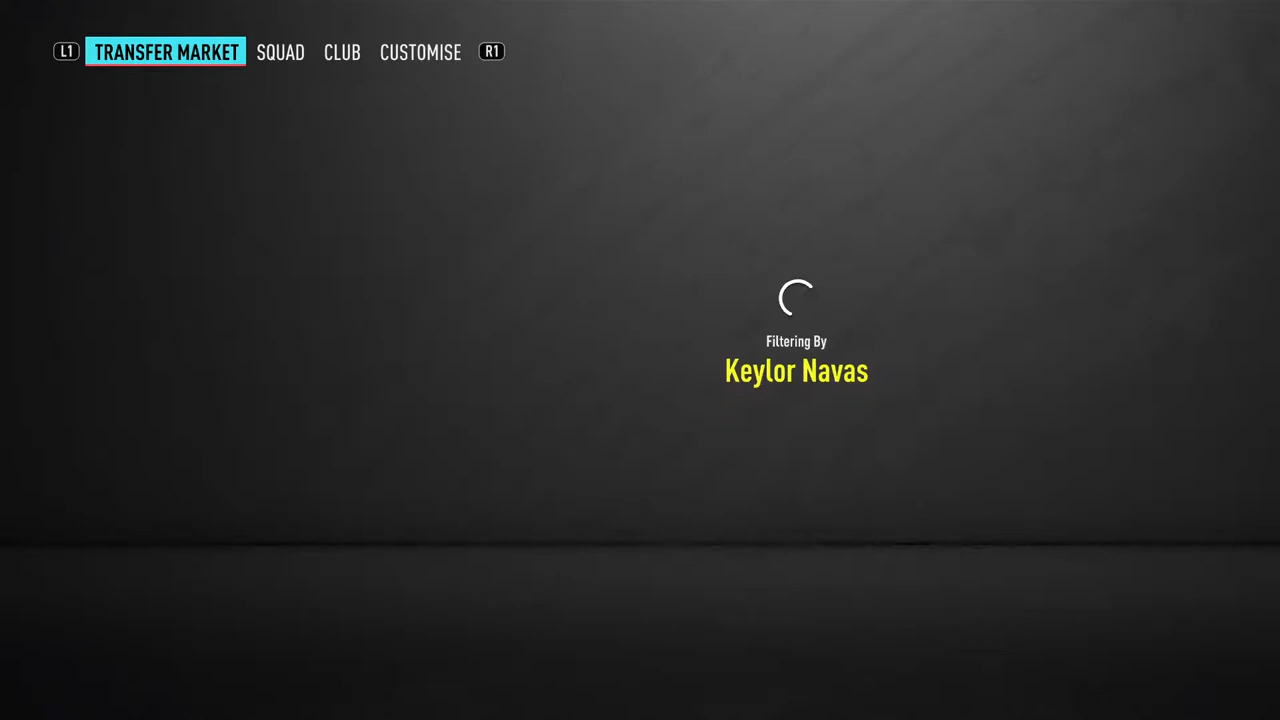 L1 TRANSFER MARKET SQUAD CLUB CUSTOMISE R1
Filtering By
Keylor Navas